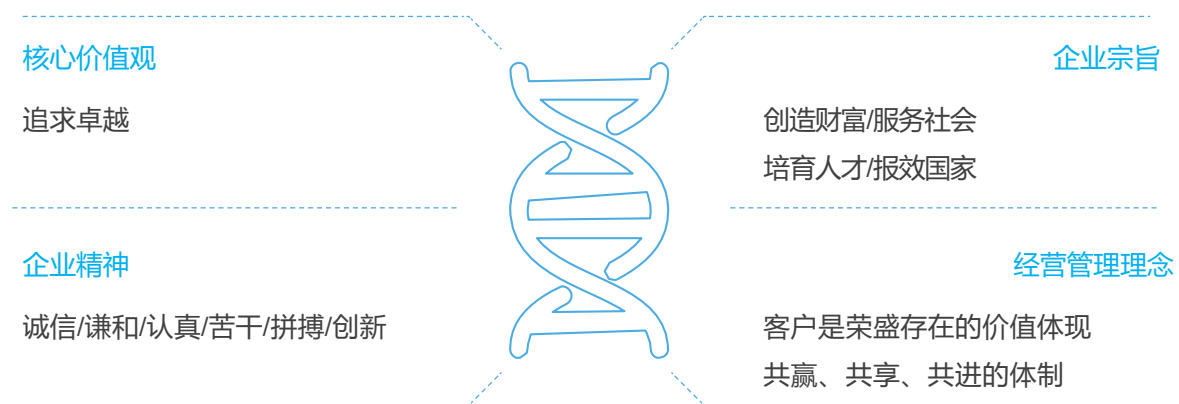 核心价值观
追求卓越
企业宗旨
创造财富/服务社会
培育人才/报效国家
企业精神
诚信/谦和/认真/苦干/拼搏/创新
经营管理理念
客户是荣盛存在的价值体现
共赢、共享、共进的体制